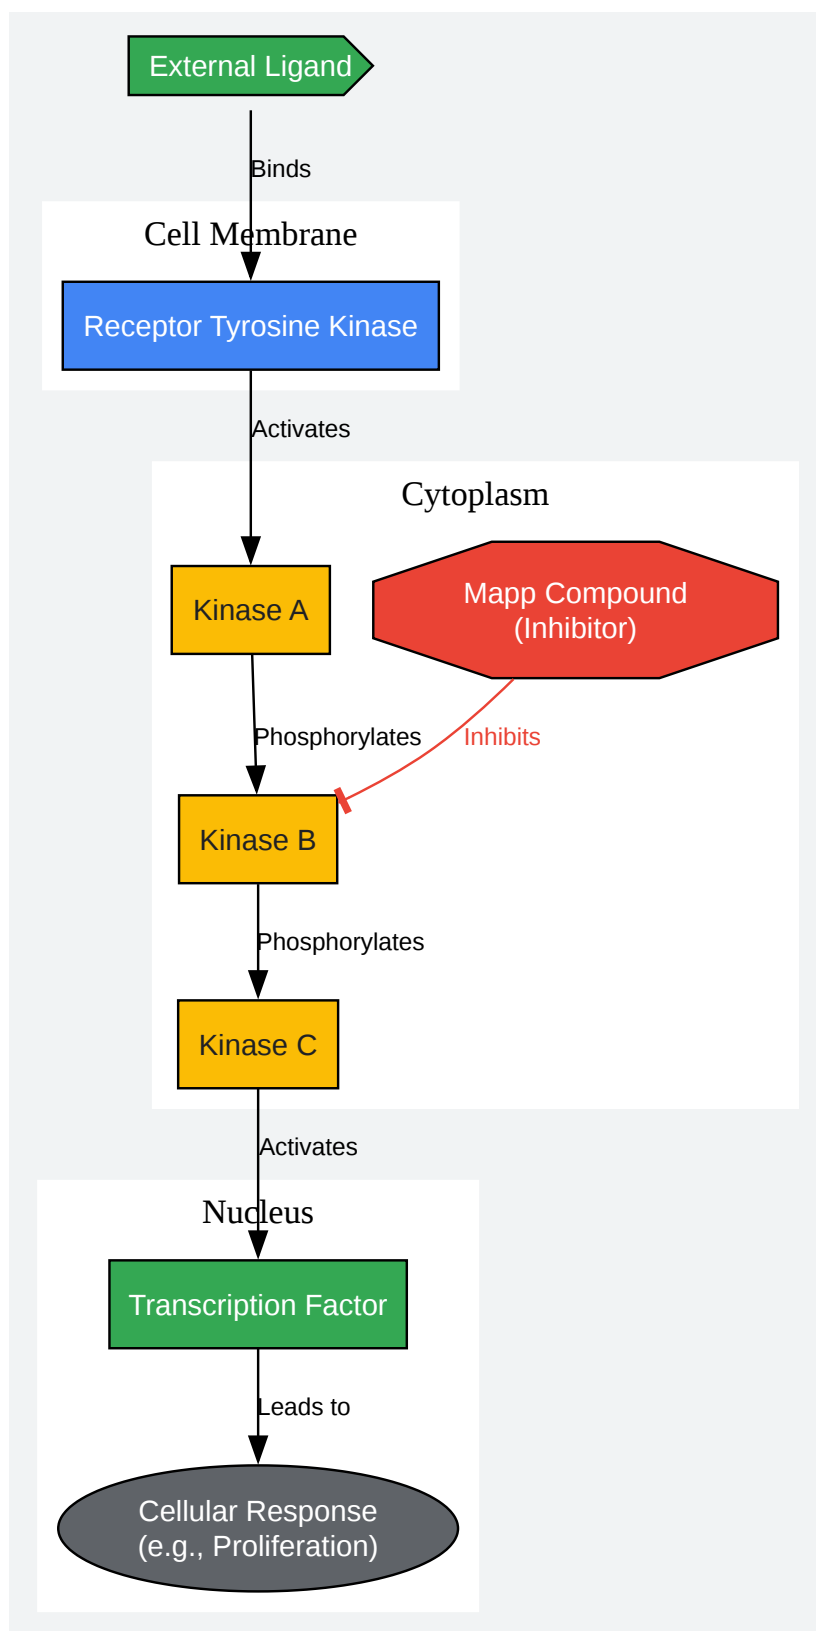 External Ligand
Binds
Cell Membrane
Receptor Tyrosine Kinase
Activates
Cytoplasm
Mapp Compound
(Inhibitor)
Kinase A
Phosphorylates
Inhibits
Kinase B
Phosphorylates
Kinase C
Activates
Nucleus
Transcription Factor
Leads to
Cellular Response
(e.g., Proliferation)